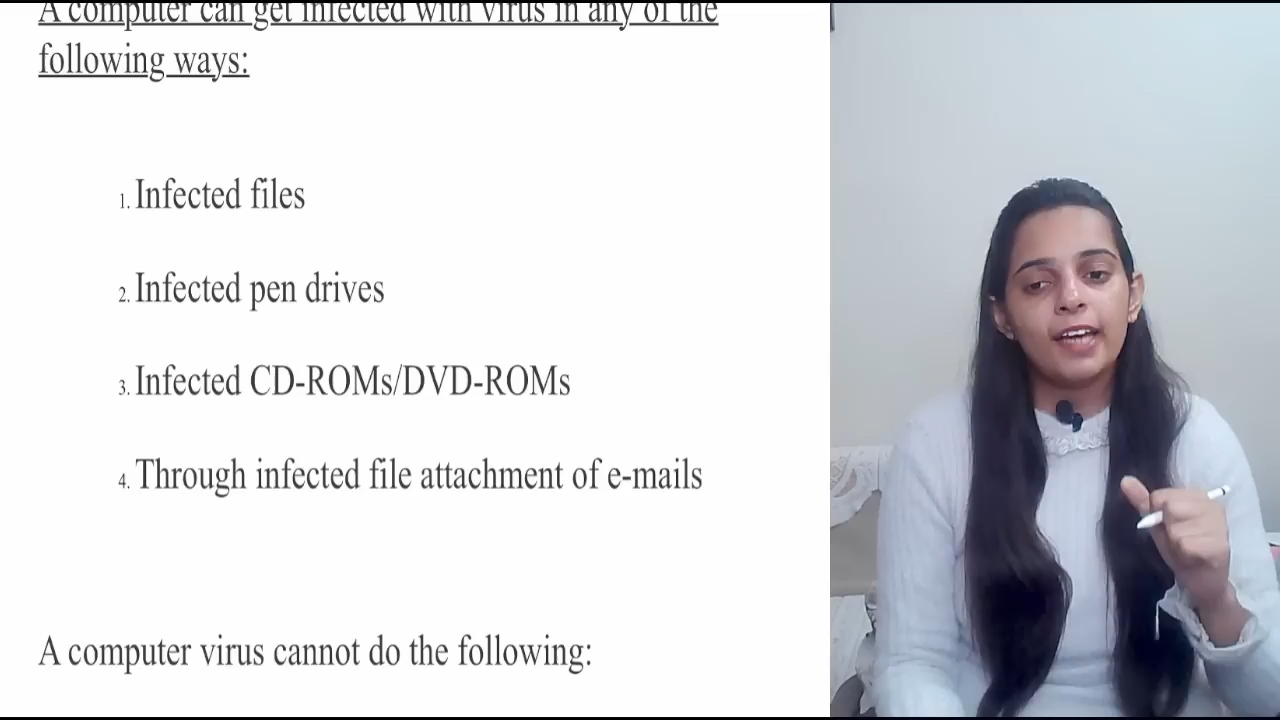 A computer can get infected with virus in any of the
following ways:
1. Infected files
2. Infected pen drives
3. Infected CD-ROMs/DVD-ROMs
4. Through infected file attachment of e-mails
A computer virus cannot do the following: